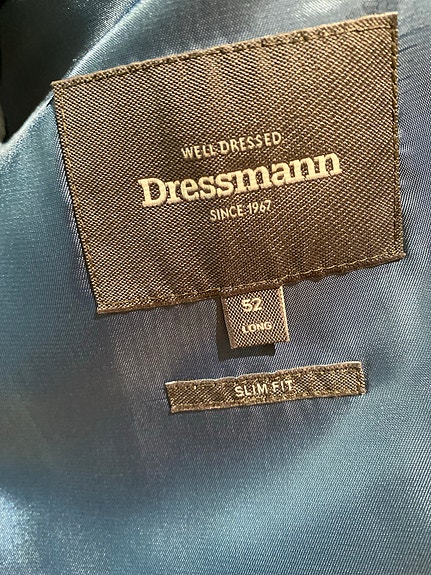 WELL-DRESSED
Dressmann
SINCE 1967
52
LONG
SLIM FIT